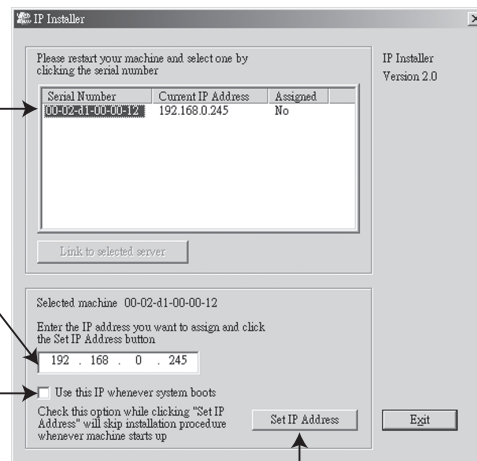 IP Installer
Please restart your machine and select one by
clicking the serial number
IP Installer
Version 2.0
Serial Number Current IP Address Assigned
00-02-d1-00-00-12 192.168.0.245 No
Link to selected server
Selected machine 00-02-d1-00-00-12
Enter the IP address you want to assign and click
the Set IP Address button
192 . 168 . 0 . 245
Use this IP whenever system boots
Check this option while clicking "Set IP
Address" will skip installation procedure
whenever machine starts up
Set IP Address
Exit